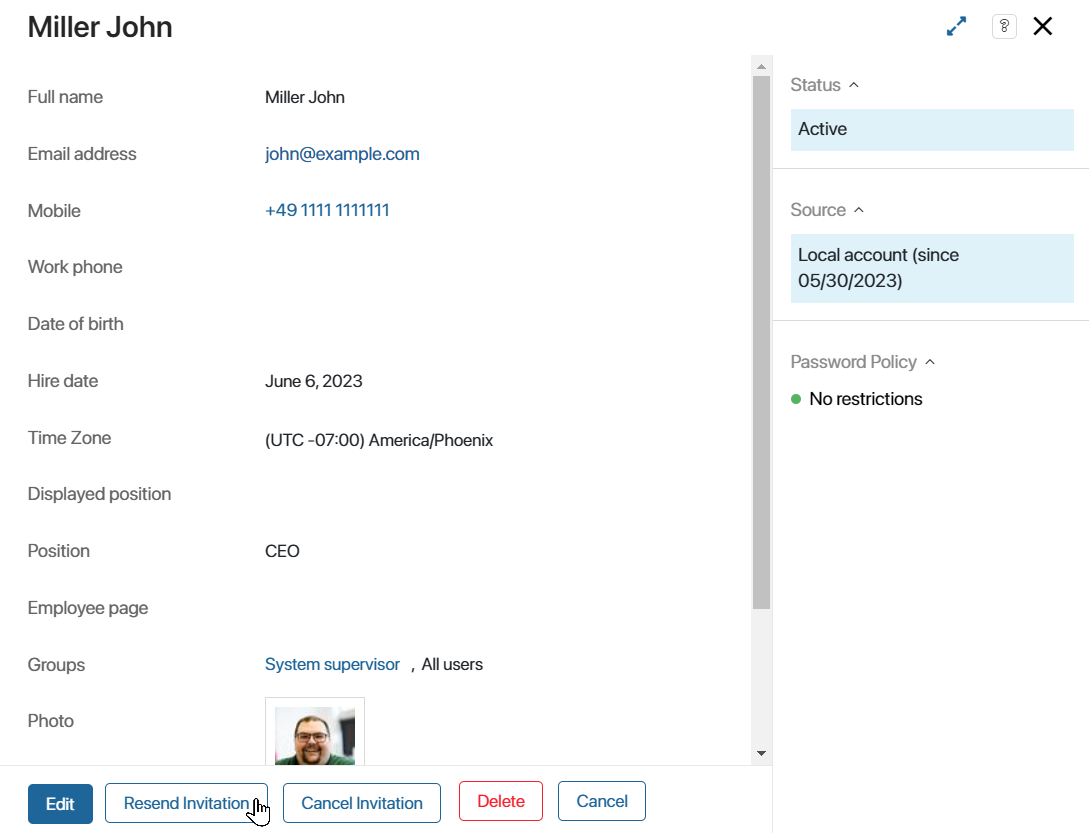 Miller John
?
Full name
Miller John
Email address
john@example.com
Mobile
+49 1111 1111111
Work phone
Date of birth
Hire date
June 6, 2023
Time Zone
(UTC -07:00) America/Phoenix
Displayed position
Position
CEO
Employee page
Groups
System supervisor , All users
Photo
Edit
Resend Invitation
Cancel Invitation
Delete
Cancel
Status
Active
Source
Local account (since
05/30/2023)
Password Policy
No restrictions